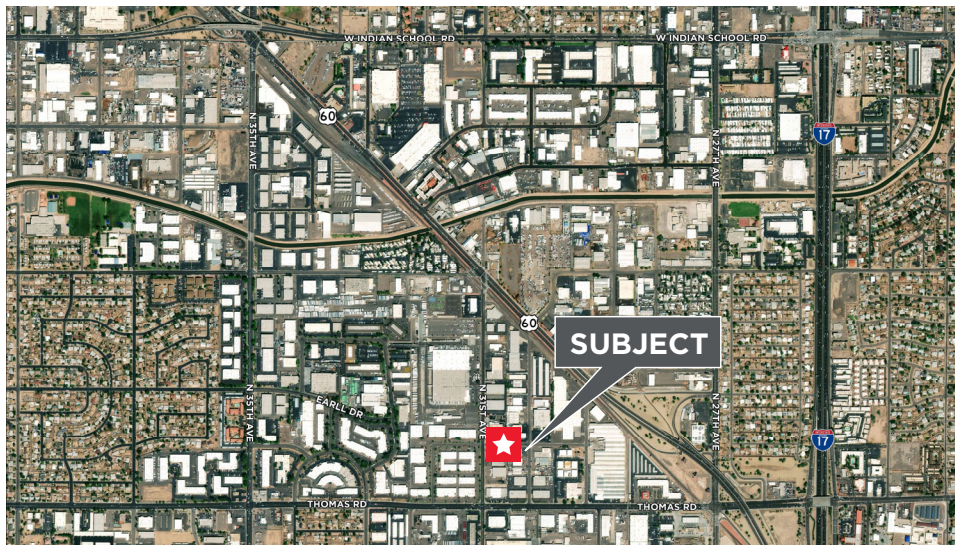 W INDIAN SCHOOL RD
W INDIAN SCHOOL RD
60
N 35TH AVE
N 27TH AVE
17
60
SUBJECT
N 35TH AVE
EARLL DR
N 31ST AVE
N 27TH AVE
17
THOMAS RD
THOMAS RD